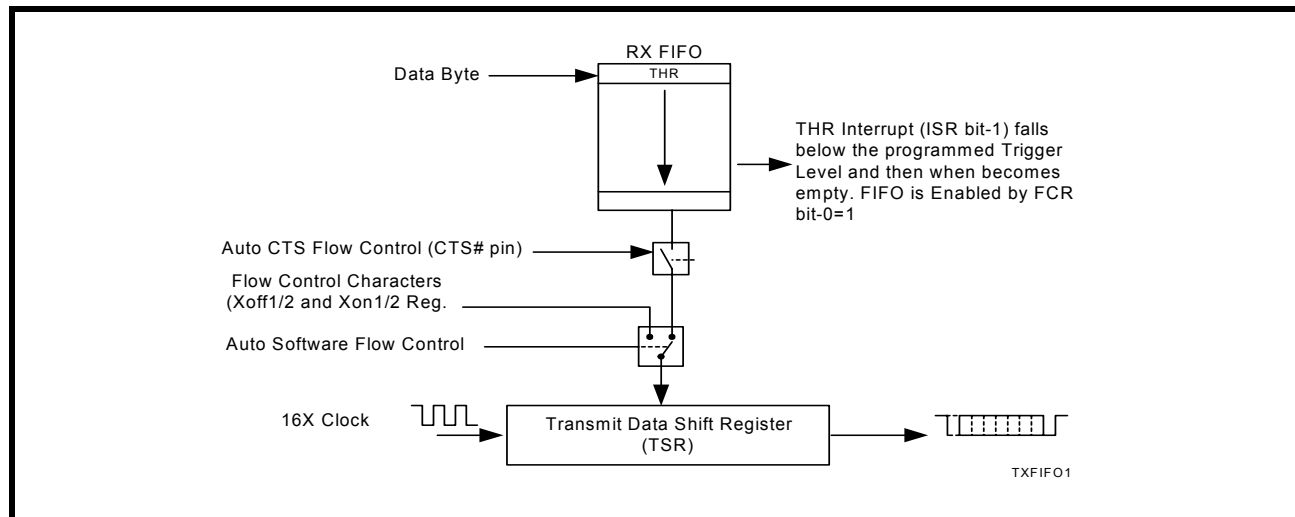 RX FIFO
THR
Data Byte
THR Interrupt (ISR bit-1) falls
below the programmed Trigger
Level and then when becomes
empty. FIFO is Enabled by FCR
bit-0=1
Auto CTS Flow Control (CTS# pin)
Flow Control Characters
(Xoff1/2 and Xon1/2 Reg.
Auto Software Flow Control
16X Clock
Transmit Data Shift Register
(TSR)
TXFIFO1